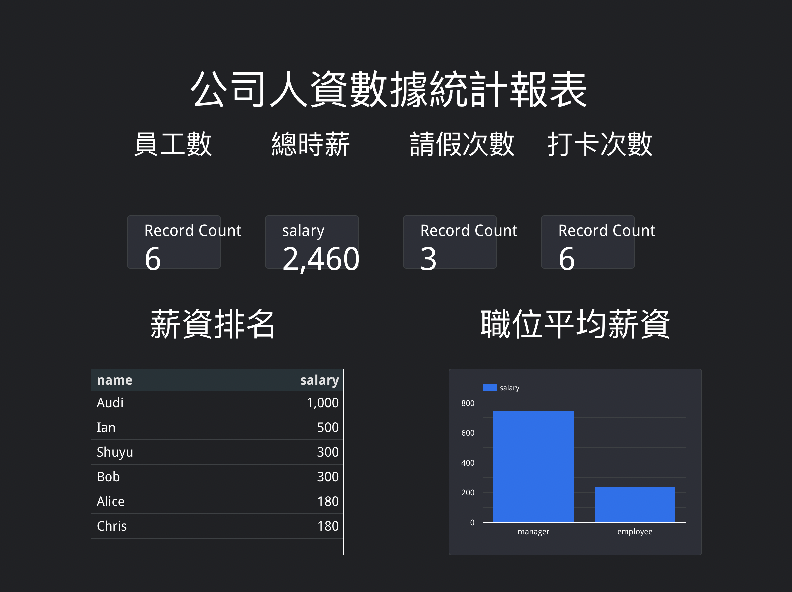 公司人資數據統計報表
員工數 總時薪 請假次數 打卡次數
Record Count salary Record Count Record Count
6 2,460 3 6
薪資排名 職位平均薪資
name salary
Audi 1,000
Ian 500
Shuyu 300
Bob 300
Alice 180
Chris 180
salary
800
600
400
200
0
manager employee